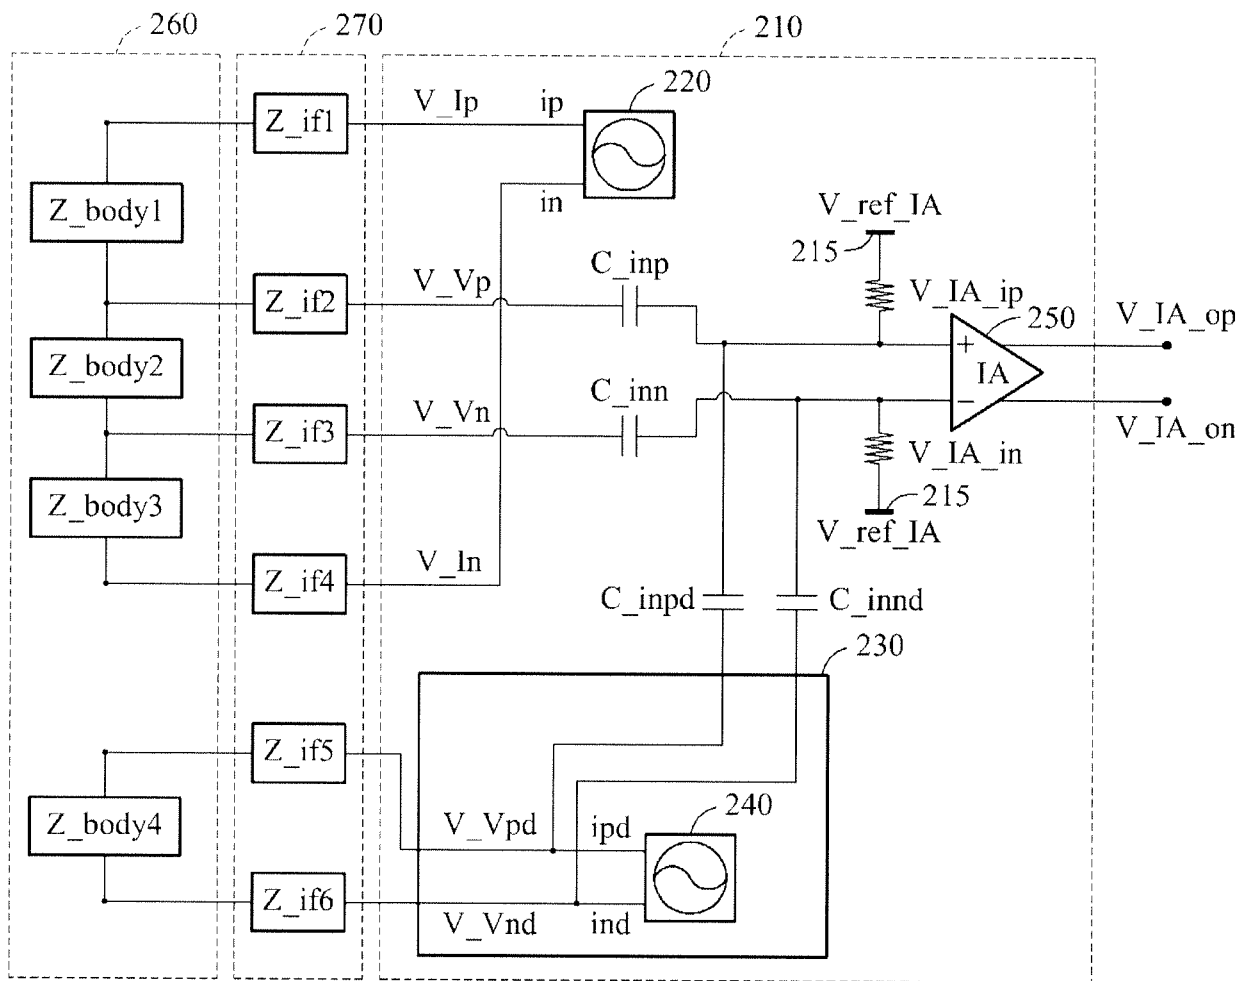 260
270
210
220
V_Ip
ip
Z_if1
in
Z_body1
V_ref_IA
215
C_inp
V_Vp
Z_if2
V_IA_ip
250
V_IA_op
+
IA
−
Z_body2
C_inn
V_Vn
Z_if3
V_IA_on
V_IA_in
215
V_ref_IA
Z_body3
V_In
Z_if4
C_inpd
C_innd
230
Z_if5
240
Z_body4
V_Vpd
ipd
Z_if6
V_Vnd
ind